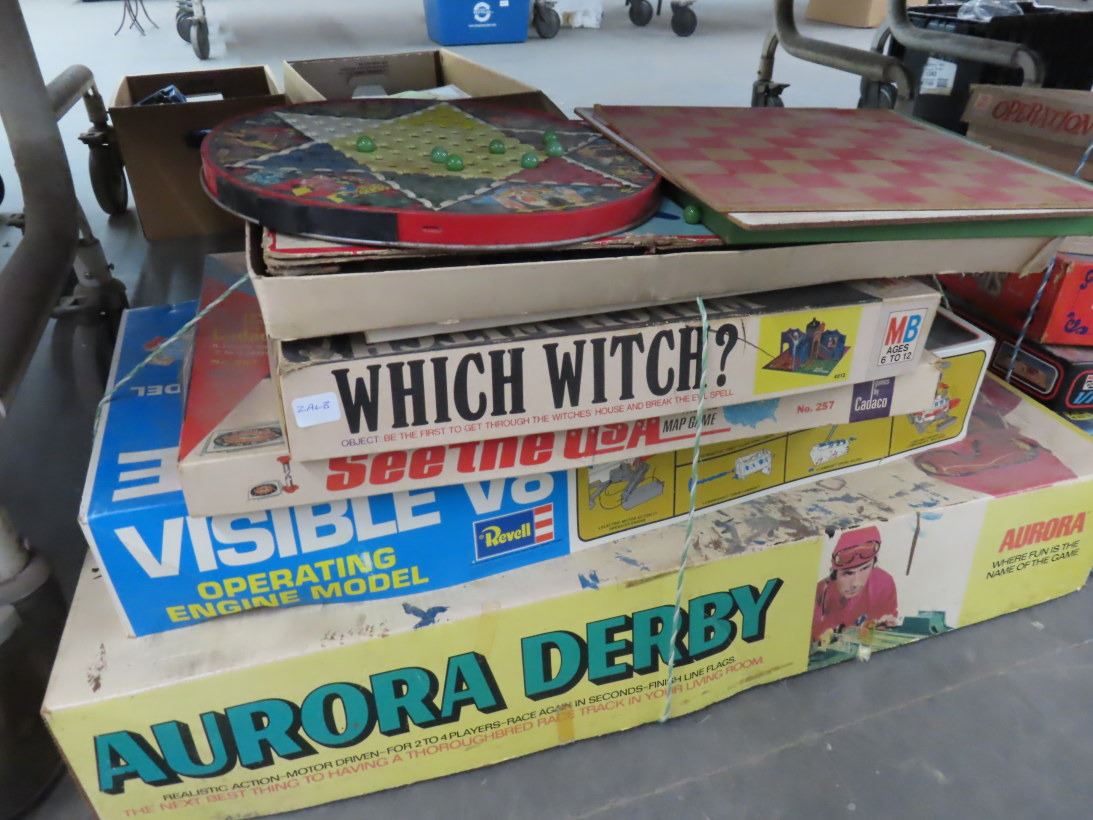 OPERATION
WHICH WITCH?
OBJECT: BE THE FIRST TO GET THROUGH THE WITCHES' HOUSE AND BREAK THE EVIL SPELL
4012
MB
AGES
6 TO 12
ZAL8
See the USA
MAP GAME
No. 257
games
by
Cadaco
VISIBLE V8
OPERATING
ENGINE MODEL
Revell
AURORA DERBY
REALISTIC ACTION—MOTOR DRIVEN—FOR 2 TO 4 PLAYERS—RACE AGAIN IN SECONDS—FINISH LINE FLAGS.
THE NEXT BEST THING TO HAVING A THOROUGHBRED RACE TRACK IN YOUR LIVING ROOM.
AURORA
WHERE FUN IS THE
NAME OF THE GAME